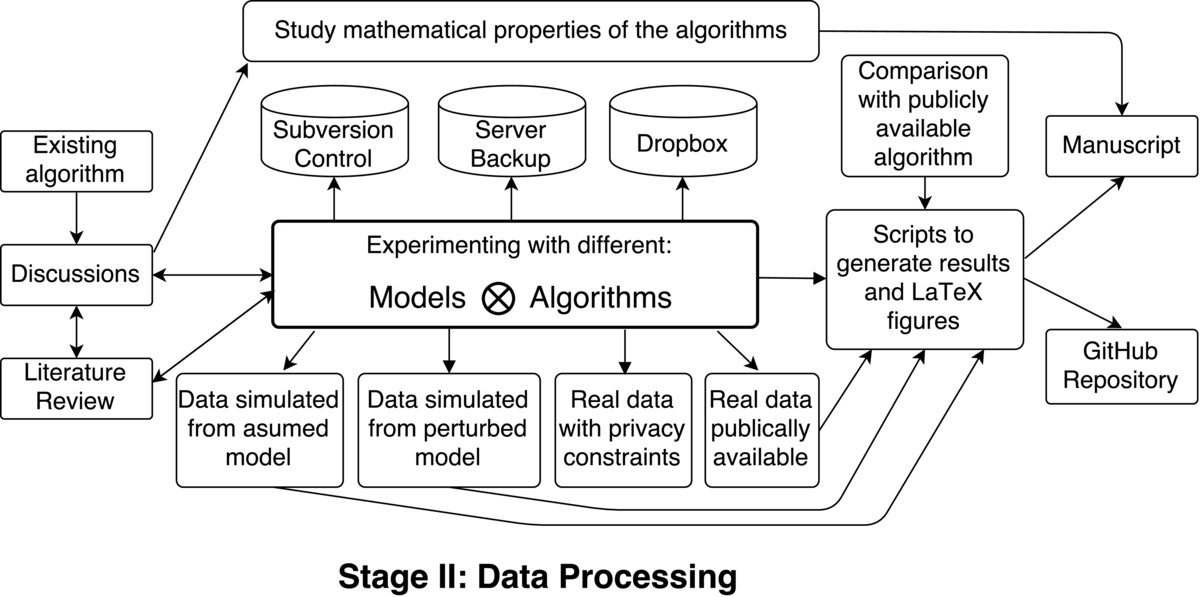 Study mathematical properties of the algorithms
Subversion
Control
Server
Backup
Dropbox
Comparison
with publicly
available
algorithm
Manuscript
Existing
algorithm
Discussions
Literature
Review
Experimenting with different:
Models ⊗ Algorithms
Scripts to
generate results
and LaTeX
figures
GitHub
Repository
Data simulated
from asumed
model
Data simulated
from perturbed
model
Real data
with privacy
constraints
Real data
publically
available
Stage II: Data Processing